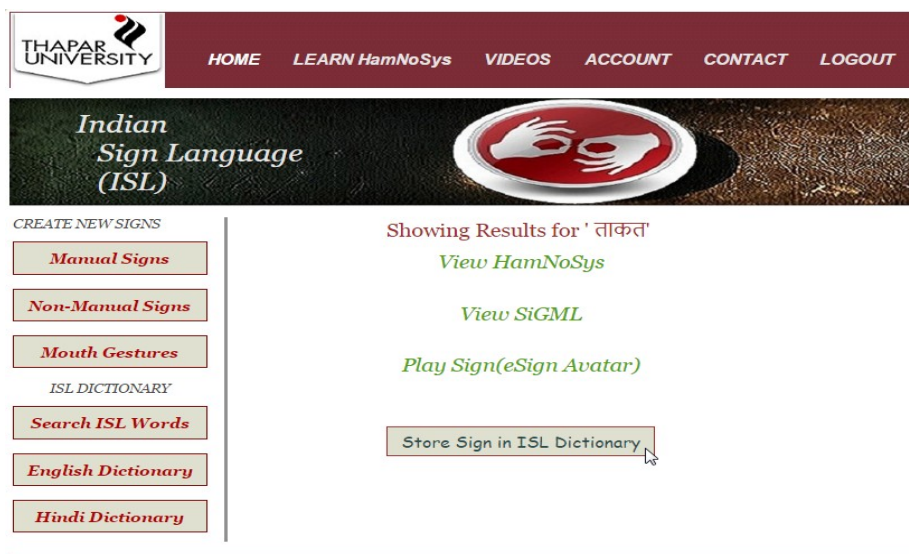 THAPAR
UNIVERSITY
HOME LEARN HamNoSys VIDEOS ACCOUNT CONTACT LOGOUT
Indian
Sign Language
(ISL)
CREATE NEW SIGNS
Manual Signs
Non-Manual Signs
Mouth Gestures
ISL DICTIONARY
Search ISL Words
English Dictionary
Hindi Dictionary
Showing Results for ' ताकत'
View HamNoSys
View SiGML
Play Sign(eSign Avatar)
Store Sign in ISL Dictionary